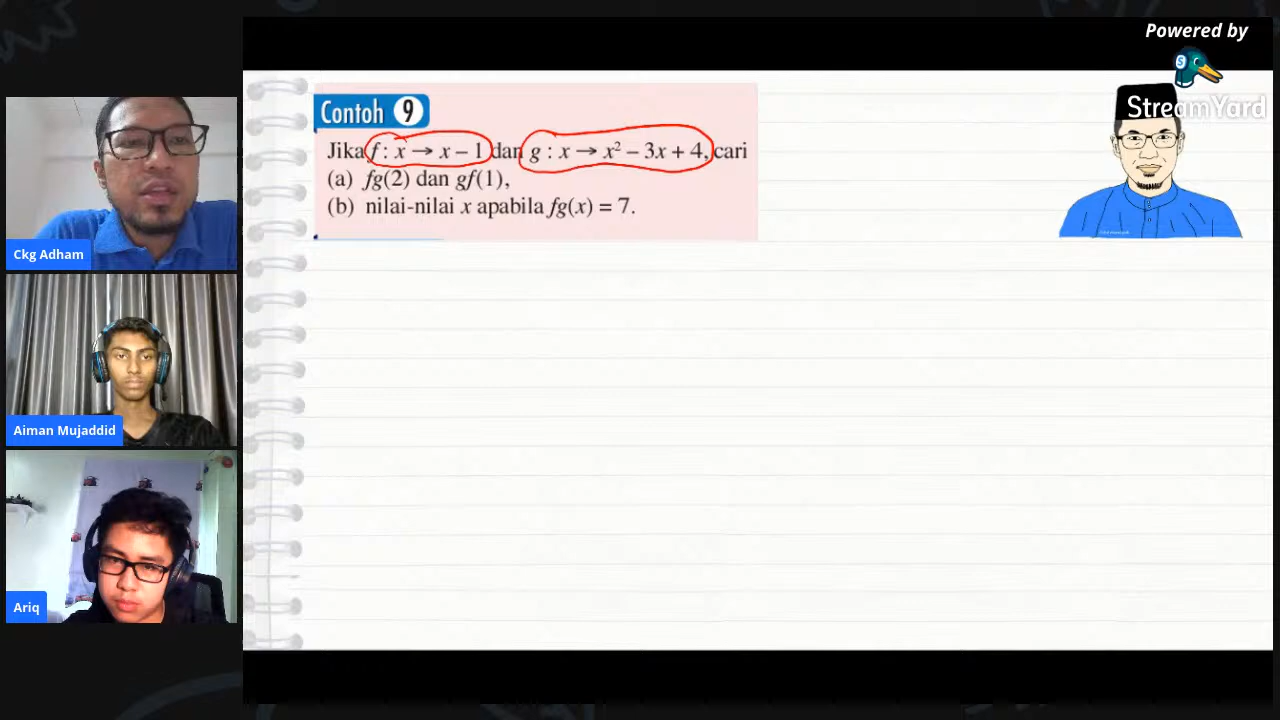 Powered by
StreamYard
Contoh 9
Jika f : x → x – 1 dan g : x → x² – 3x + 4, cari
(a) fg(2) dan gf(1),
(b) nilai-nilai x apabila fg(x) = 7.
Ckg Adham
Aiman Mujaddid
Ariq